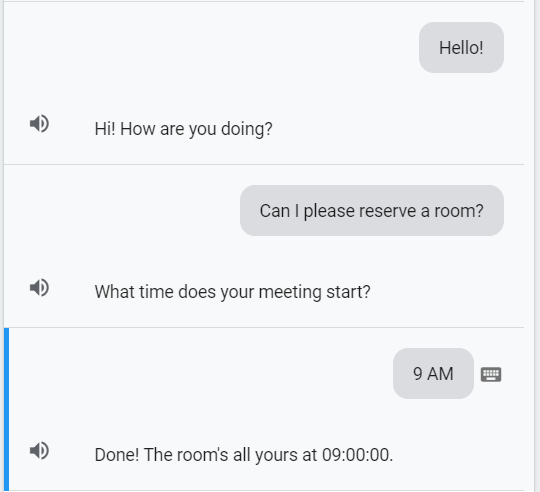 Hello!
Hi! How are you doing?
Can I please reserve a room?
What time does your meeting start?
9 AM
Done! The room's all yours at 09:00:00.